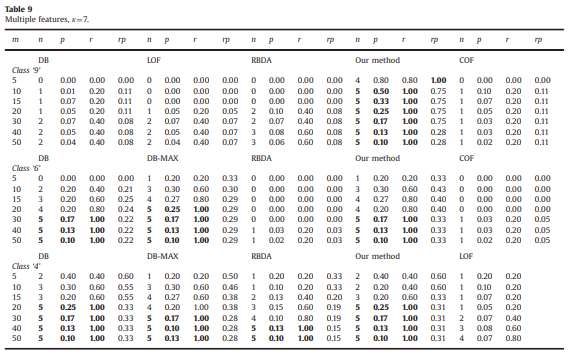 Table 9
Multiple features, κ=7.
m n p r rp n p r rp n p r rp n p r rp n p r rp
DB LOF RBDA Our method COF
Class '9'
5 0 0.00 0.00 0.00 0 0.00 0.00 0.00 0 0.00 0.00 0.00 4 0.80 0.80 1.00 0 0.00 0.00 0.00
10 1 0.01 0.20 0.11 0 0.00 0.00 0.00 0 0.00 0.00 0.00 5 0.50 1.00 0.75 1 0.10 0.20 0.11
15 1 0.07 0.20 0.11 0 0.00 0.00 0.00 0 0.00 0.00 0.00 5 0.33 1.00 0.75 1 0.07 0.20 0.11
20 1 0.05 0.20 0.11 1 0.05 0.20 0.05 2 0.10 0.40 0.08 5 0.25 1.00 0.75 1 0.05 0.20 0.11
30 2 0.07 0.40 0.08 2 0.07 0.40 0.07 2 0.07 0.40 0.08 5 0.17 1.00 0.75 1 0.03 0.20 0.11
40 2 0.05 0.40 0.08 2 0.05 0.40 0.07 3 0.08 0.60 0.08 5 0.13 1.00 0.28 1 0.03 0.20 0.11
50 2 0.04 0.40 0.08 2 0.04 0.40 0.07 3 0.06 0.60 0.08 5 0.10 1.00 0.28 1 0.02 0.20 0.11
DB DB-MAX RBDA Our method COF
Class '6'
5 0 0.00 0.00 0.00 1 0.20 0.20 0.33 0 0.00 0.00 0.00 1 0.20 0.20 0.33 0 0.00 0.00 0.00
10 2 0.20 0.40 0.21 3 0.30 0.60 0.30 0 0.00 0.00 0.00 3 0.30 0.60 0.43 0 0.00 0.00 0.00
15 3 0.20 0.60 0.25 4 0.27 0.80 0.29 0 0.00 0.00 0.00 4 0.27 0.80 0.40 0 0.00 0.00 0.00
20 4 0.20 0.80 0.24 5 0.25 1.00 0.29 0 0.00 0.00 0.00 4 0.20 0.80 0.40 0 0.00 0.00 0.00
30 5 0.17 1.00 0.22 5 0.17 1.00 0.29 0 0.00 0.00 0.00 5 0.17 1.00 0.33 1 0.03 0.20 0.05
40 5 0.13 1.00 0.22 5 0.13 1.00 0.29 1 0.03 0.20 0.03 5 0.13 1.00 0.33 1 0.03 0.20 0.05
50 5 0.10 1.00 0.22 5 0.10 1.00 0.29 1 0.02 0.20 0.03 5 0.10 1.00 0.33 1 0.02 0.20 0.05
DB DB-MAX RBDA Our method LOF
Class '4'
5 2 0.40 0.40 0.60 1 0.20 0.20 0.50 1 0.20 0.20 0.33 2 0.40 0.40 0.60 1 0.20 0.20
10 3 0.30 0.60 0.55 3 0.30 0.60 0.46 1 0.10 0.20 0.33 2 0.20 0.40 0.60 1 0.10 0.20
15 3 0.20 0.60 0.55 4 0.27 0.60 0.38 2 0.13 0.40 0.20 3 0.20 0.60 0.33 1 0.07 0.20
20 5 0.25 1.00 0.33 4 0.20 1.00 0.38 3 0.15 0.60 0.19 5 0.25 1.00 0.31 1 0.05 0.20
30 5 0.17 1.00 0.33 5 0.17 1.00 0.28 4 0.10 0.80 0.19 5 0.17 1.00 0.31 2 0.07 0.40
40 5 0.13 1.00 0.33 5 0.10 1.00 0.28 5 0.13 1.00 0.15 5 0.13 1.00 0.31 3 0.08 0.60
50 5 0.10 1.00 0.33 5 0.13 1.00 0.28 5 0.10 1.00 0.15 5 0.10 1.00 0.31 4 0.07 0.80